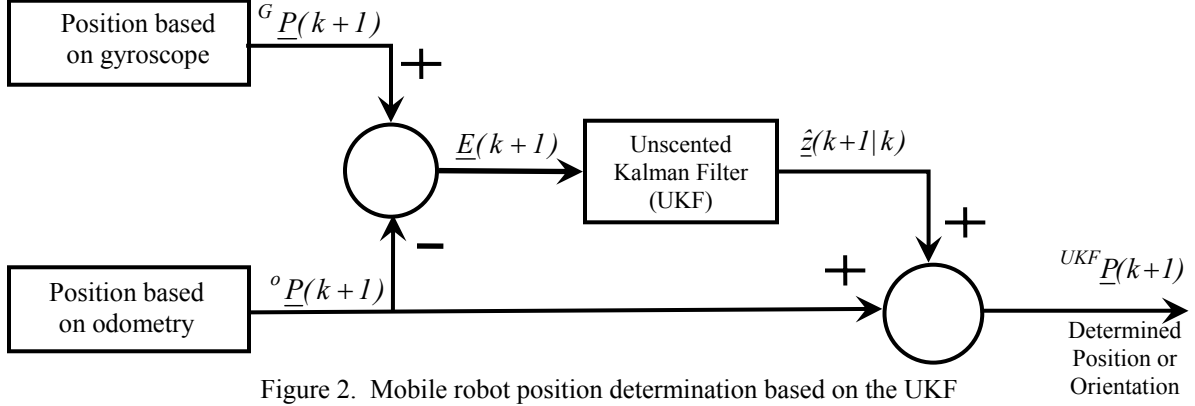 Position based
on gyroscope
G P(k+1)
+
E(k+1)
Unscented
Kalman Filter
(UKF)
ẑ(k+1|k)
+
−
Position based
on odometry
o P(k+1)
+
UKF P(k+1)
Determined
Position or
Orientation
Figure 2. Mobile robot position determination based on the UKF